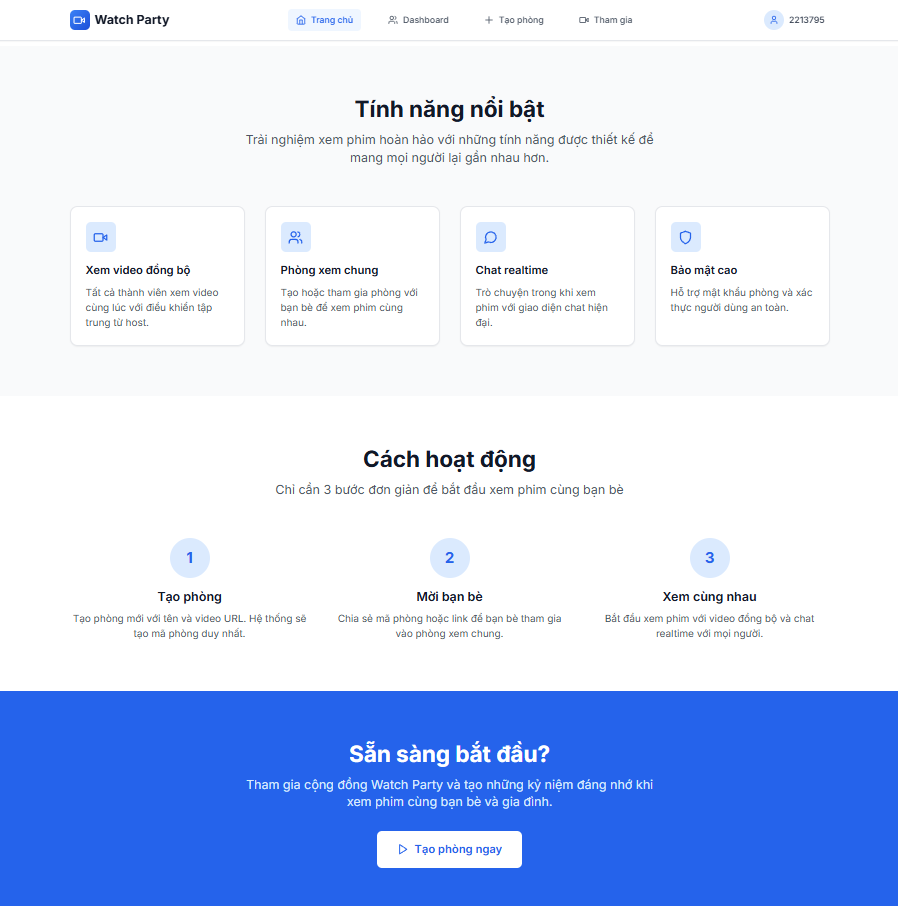 Watch Party
Trang chủ
Dashboard
Tạo phòng
Tham gia
2213795
Tính năng nổi bật
Trải nghiệm xem phim hoàn hảo với những tính năng được thiết kế để
mang mọi người lại gần nhau hơn.
Xem video đồng bộ
Tất cả thành viên xem video
cùng lúc với điều khiển tập
trung từ host.
Phòng xem chung
Tạo hoặc tham gia phòng với
bạn bè để xem phim cùng
nhau.
Chat realtime
Trò chuyện trong khi xem
phim với giao diện chat hiện
đại.
Bảo mật cao
Hỗ trợ mật khẩu phòng và xác
thực người dùng an toàn.
Cách hoạt động
Chỉ cần 3 bước đơn giản để bắt đầu xem phim cùng bạn bè
1
Tạo phòng
Tạo phòng mới với tên và video URL. Hệ thống sẽ
tạo mã phòng duy nhất.
2
Mời bạn bè
Chia sẻ mã phòng hoặc link để bạn bè tham gia
vào phòng xem chung.
3
Xem cùng nhau
Bắt đầu xem phim với video đồng bộ và chat
realtime với mọi người.
Sẵn sàng bắt đầu?
Tham gia cộng đồng Watch Party và tạo những kỷ niệm đáng nhớ khi
xem phim cùng bạn bè và gia đình.
Tạo phòng ngay